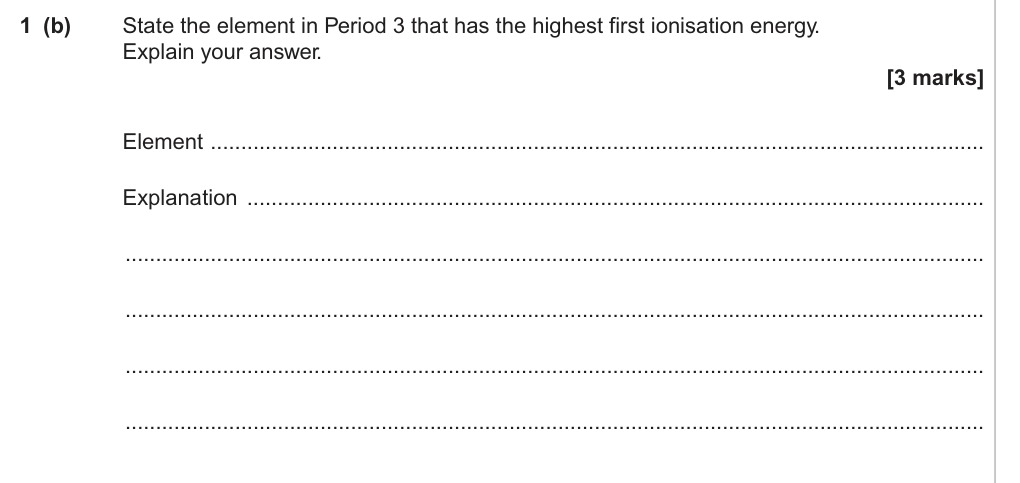 1 (b) State the element in Period 3 that has the highest first ionisation energy.
Explain your answer.
[3 marks]
Element ....................................................................................................................................
Explanation ..............................................................................................................................
...................................................................................................................................................
...................................................................................................................................................
...................................................................................................................................................
...................................................................................................................................................